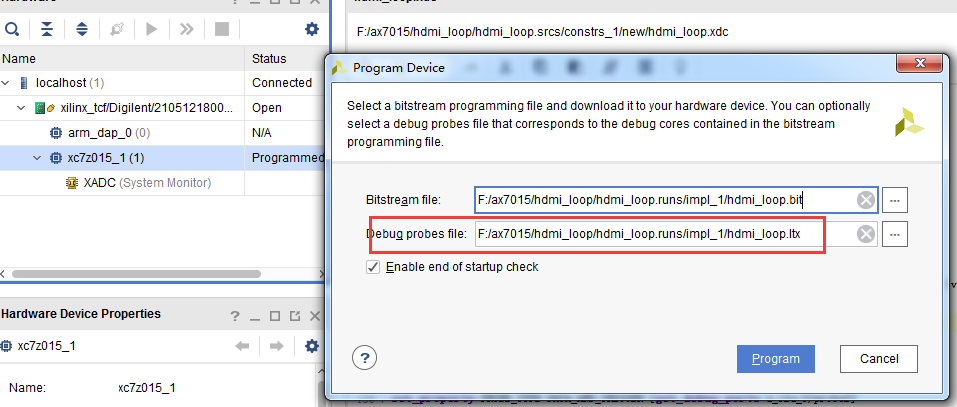 Hardware
Name Status
localhost (1) Connected
xilinx_tcf/Digilent/2105121800... Open
arm_dap_0 (0) N/A
xc7z015_1 (1) Programmed
XADC (System Monitor)
Hardware Device Properties
xc7z015_1
Name: xc7z015_1
F:/ax7015/hdmi_loop/hdmi_loop.srcs/constrs_1/new/hdmi_loop.xdc
Program Device
Select a bitstream programming file and download it to your hardware device. You can optionally
select a debug probes file that corresponds to the debug cores contained in the bitstream
programming file.
Bitstream file: F:/ax7015/hdmi_loop/hdmi_loop.runs/impl_1/hdmi_loop.bit
Debug probes file: F:/ax7015/hdmi_loop/hdmi_loop.runs/impl_1/hdmi_loop.ltx
Enable end of startup check
Program Cancel